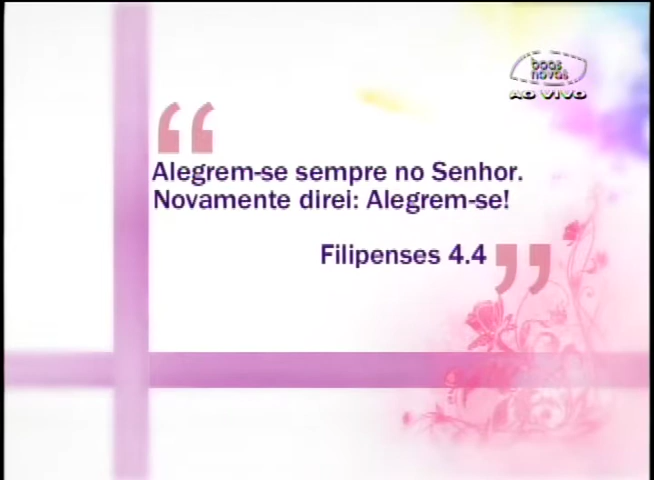 boas
novas
AO VIVO
“
Alegrem-se sempre no Senhor.
Novamente direi: Alegrem-se!
Filipenses 4.4 ”